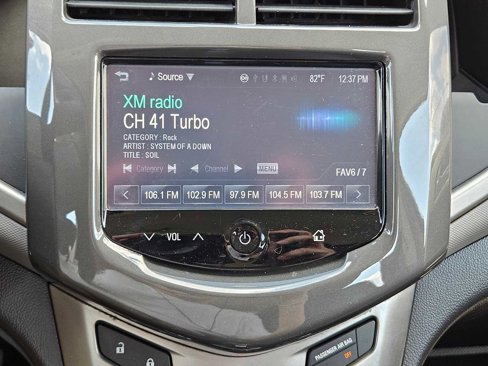 Source 82°F 12:37 PM
XM radio
CH 41 Turbo
CATEGORY : Rock
ARTIST : SYSTEM OF A DOWN
TITLE : SOIL
Category Channel MENU
FAV6 / 7
106.1 FM 102.9 FM 97.9 FM 104.5 FM 103.7 FM
VOL
PASSENGER AIR BAG
OFF